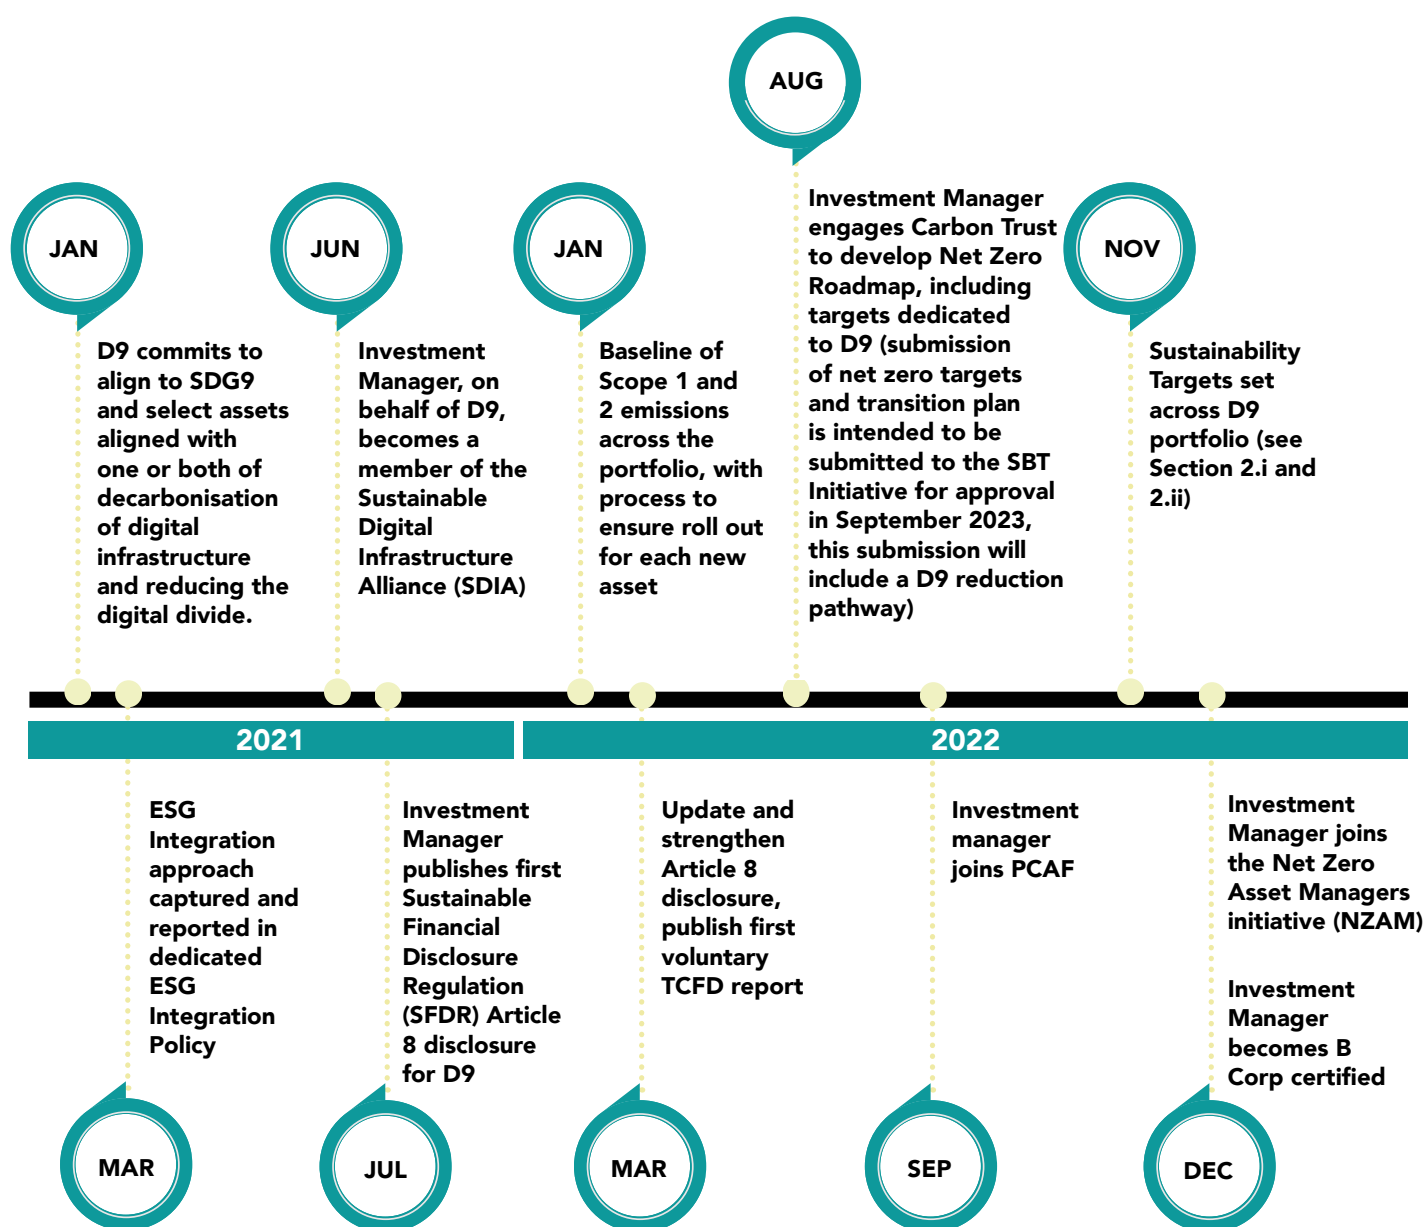 JAN
D9 commits to
align to SDG9
and select assets
aligned with
one or both of
decarbonisation
of digital
infrastructure
and reducing the
digital divide.
JUN
Investment
Manager, on
behalf of D9,
becomes a
member of the
Sustainable
Digital
Infrastructure
Alliance (SDIA)
JAN
Baseline of
Scope 1 and
2 emissions
across the
portfolio, with
process to
ensure roll out
for each new
asset
AUG
Investment Manager
engages Carbon Trust
to develop Net Zero
Roadmap, including
targets dedicated
to D9 (submission
of net zero targets
and transition plan
is intended to be
submitted to the SBT
Initiative for approval
in September 2023,
this submission will
include a D9 reduction
pathway)
NOV
Sustainability
Targets set
across D9
portfolio (see
Section 2.i and
2.ii)
2021
2022
ESG
Integration
approach
captured and
reported in
dedicated
ESG
Integration
Policy
MAR
Investment
Manager
publishes first
Sustainable
Financial
Disclosure
Regulation
(SFDR) Article
8 disclosure
for D9
JUL
Update and
strengthen
Article 8
disclosure,
publish first
voluntary
TCFD report
MAR
Investment
manager
joins PCAF
SEP
Investment
Manager joins
the Net Zero
Asset Managers
initiative (NZAM)
Investment
Manager
becomes B
Corp certified
DEC